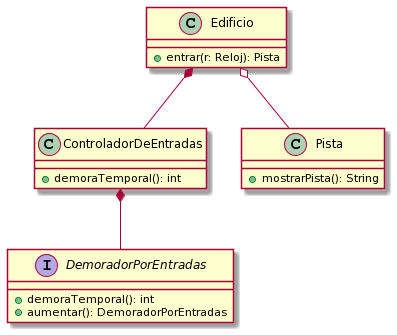 C Edificio
entrar(r: Reloj): Pista
C ControladorDeEntradas
demoraTemporal(): int
C Pista
mostrarPista(): String
I DemoradorPorEntradas
demoraTemporal(): int
aumentar(): DemoradorPorEntradas